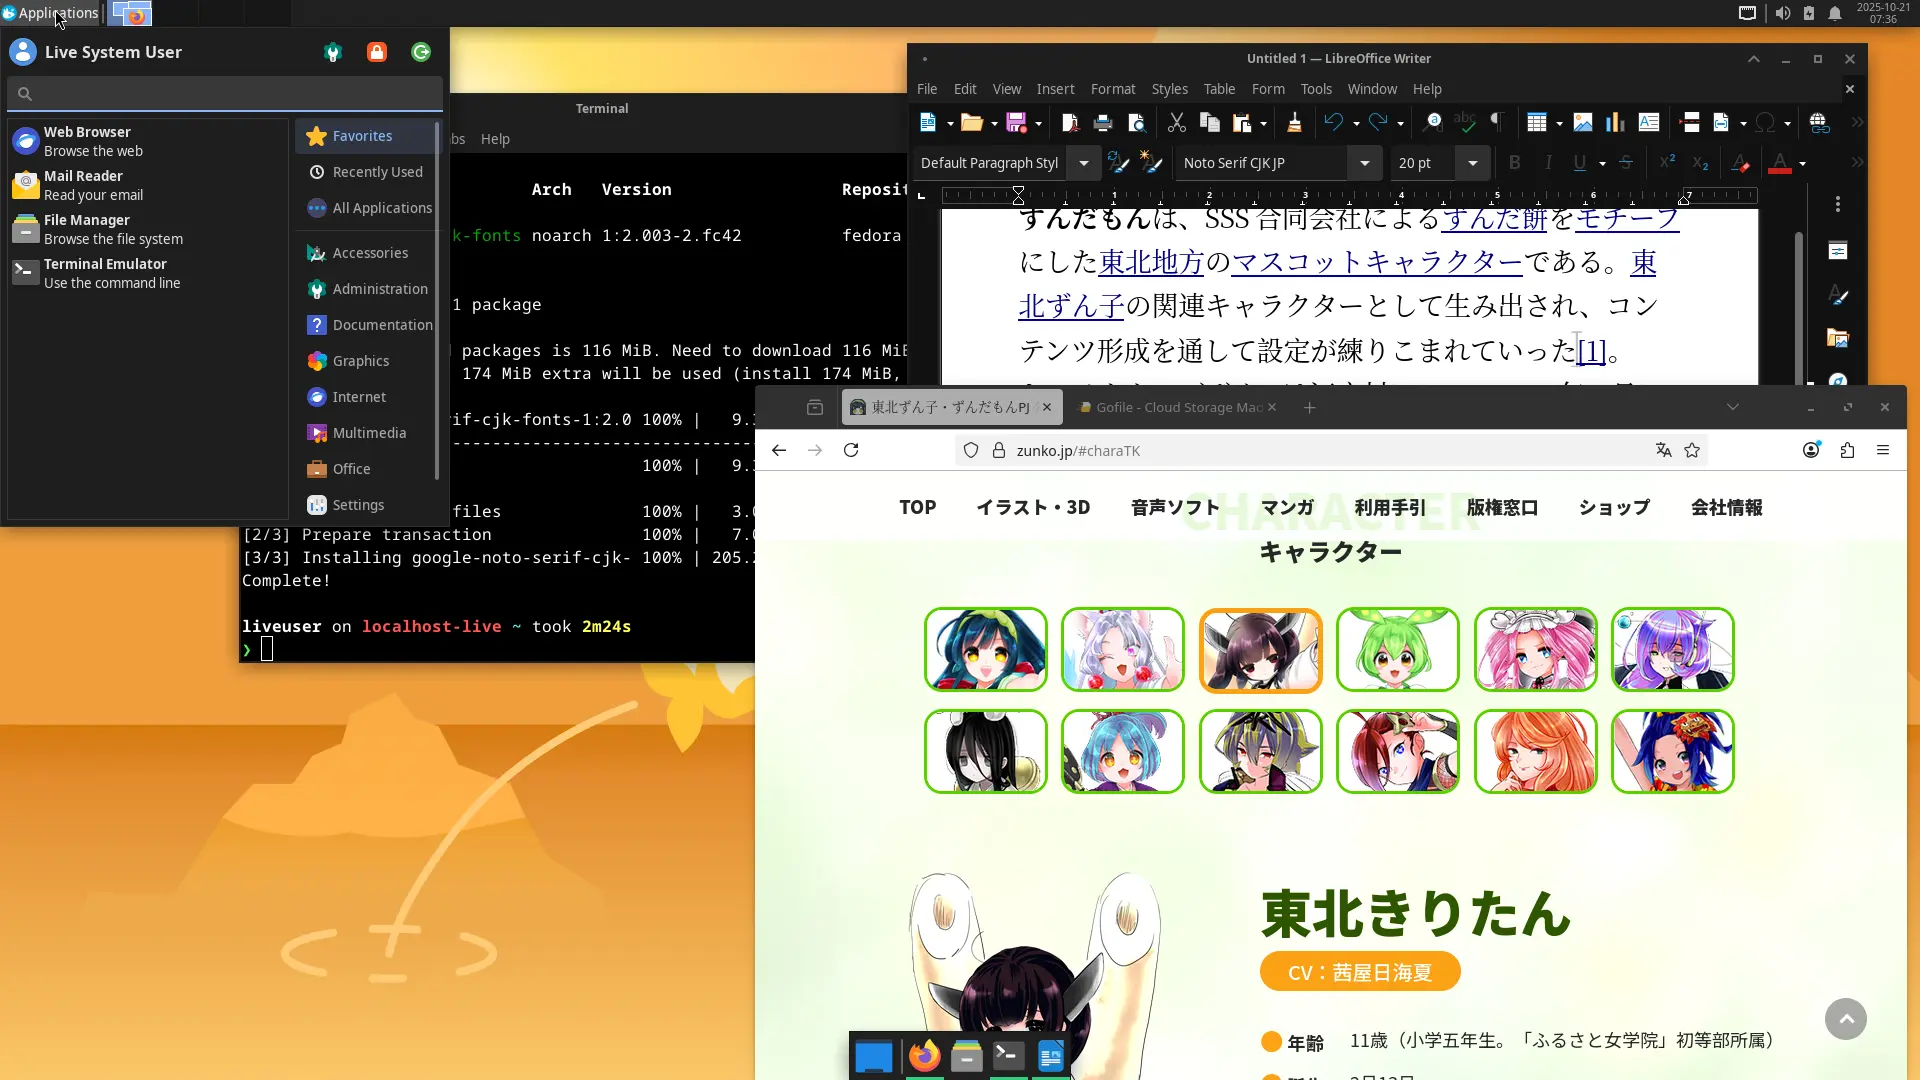 Applications
2025-10-21
07:36
Live System User
Web Browser
Browse the web
Mail Reader
Read your email
File Manager
Browse the file system
Terminal Emulator
Use the command line
Favorites
Recently Used
All Applications
Accessories
Administration
Documentation
Graphics
Internet
Multimedia
Office
Settings
Terminal
bs Help
Arch Version Reposit
k-fonts noarch 1:2.003-2.fc42 fedora
1 package
packages is 116 MiB. Need to download 116 MiB
174 MiB extra will be used (install 174 MiB,
rif-cjk-fonts-1:2.0 100% | 9.
100% | 9.
files 100% | 3.
[2/3] Prepare transaction 100% | 7.
[3/3] Installing google-noto-serif-cjk- 100% | 205.
Complete!
liveuser on localhost-live ~ took 2m24s
❯
Untitled 1 — LibreOffice Writer
File Edit View Insert Format Styles Table Form Tools Window Help
Default Paragraph Styl Noto Serif CJK JP 20 pt
1 2 3 4 5 6 7
ずんだもんは、SSS 合同会社によるずんだ餅をモチーフ
にした東北地方のマスコットキャラクターである。東
北ずん子の関連キャラクターとして生み出され、コン
テンツ形成を通して設定が練りこまれていった[1]。
東北ずん子・ずんだもんPJ
Gofile - Cloud Storage Mad
zunko.jp/#charaTK
TOP イラスト・3D 音声ソフト マンガ 利用手引 版権窓口 ショップ 会社情報
CHARACTER
キャラクター
東北きりたん
CV：茜屋日海夏
年齢 11歳（小学五年生。「ふるさと女学院」初等部所属）